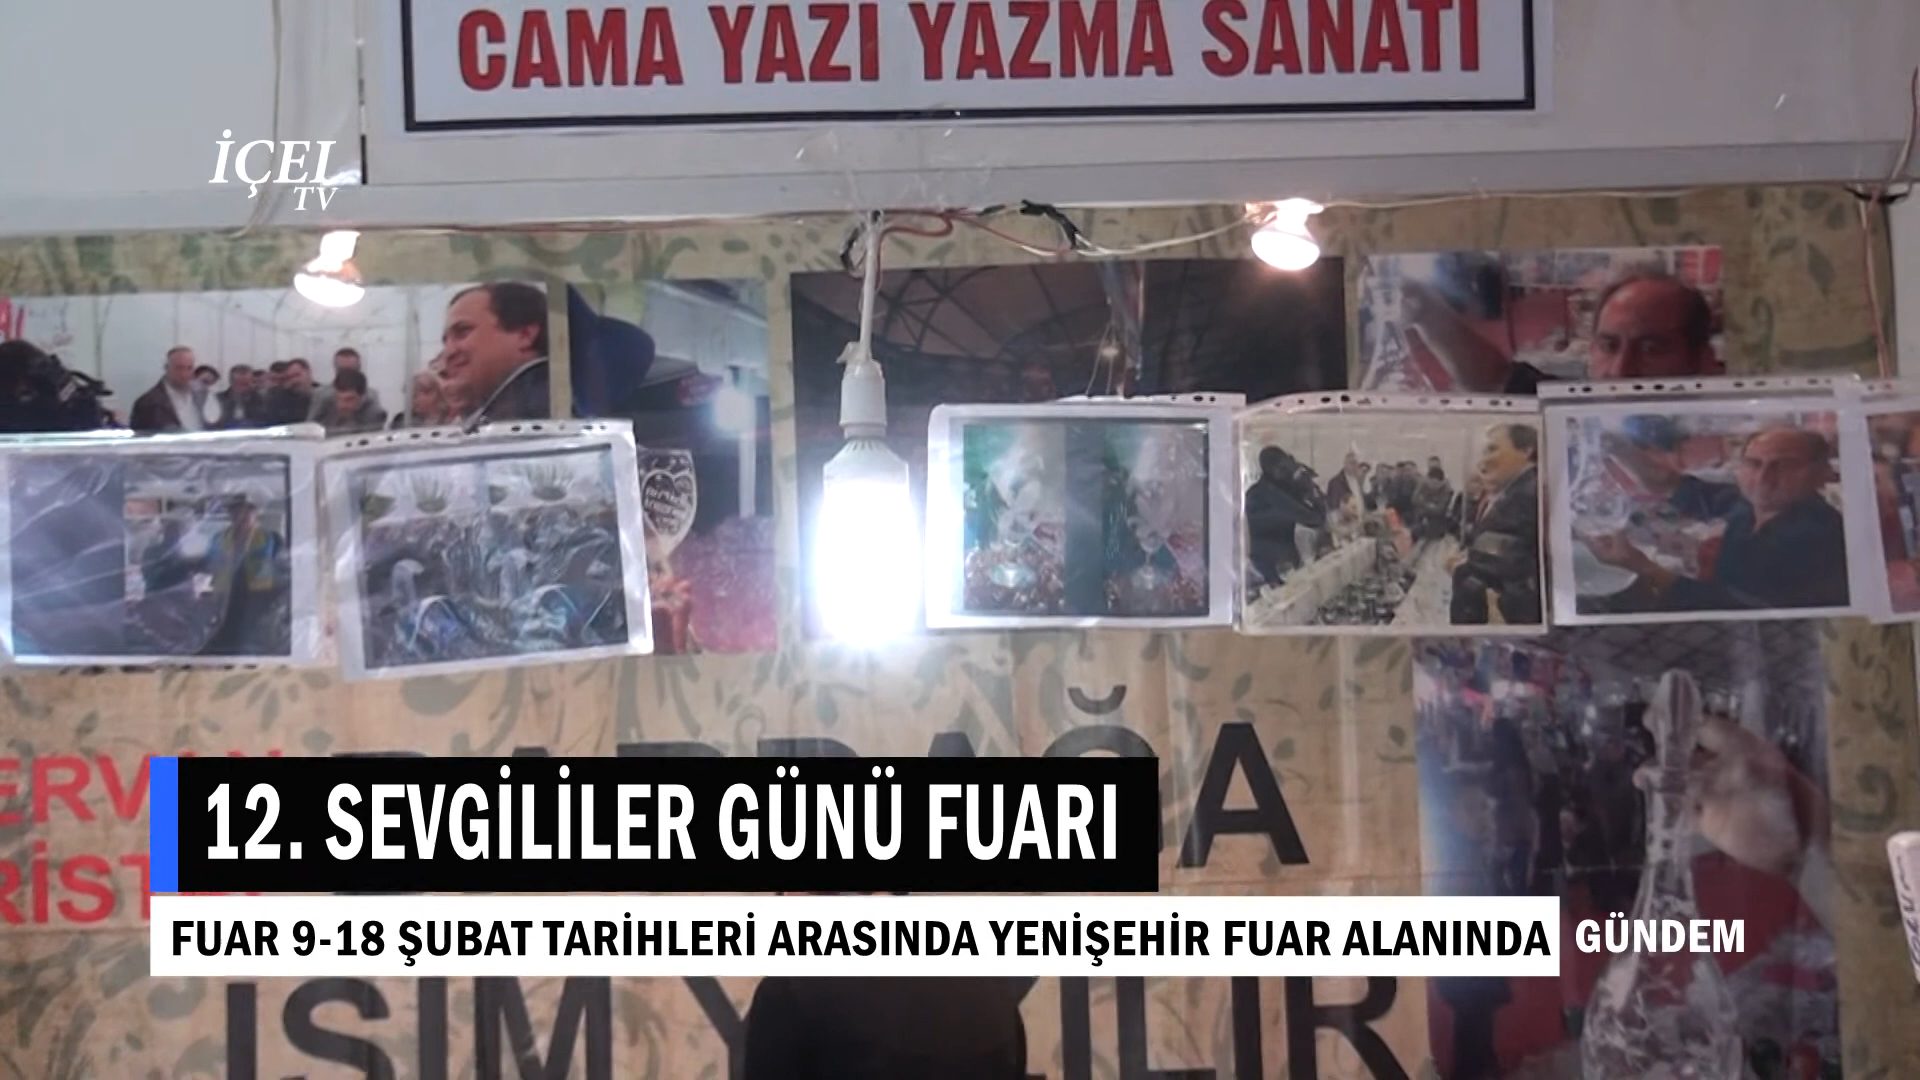 CAMA YAZI YAZMA SANATI
İÇEL
TV
12. SEVGİLİLER GÜNÜ FUARI
FUAR 9-18 ŞUBAT TARİHLERİ ARASINDA YENİŞEHİR FUAR ALANINDA
GÜNDEM